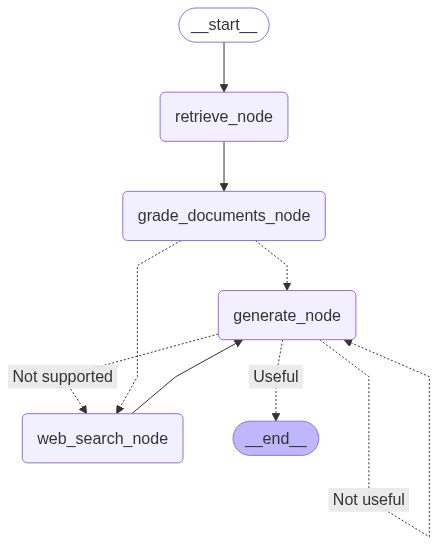 __start__
retrieve_node
grade_documents_node
generate_node
Not supported
Useful
web_search_node
__end__
Not useful